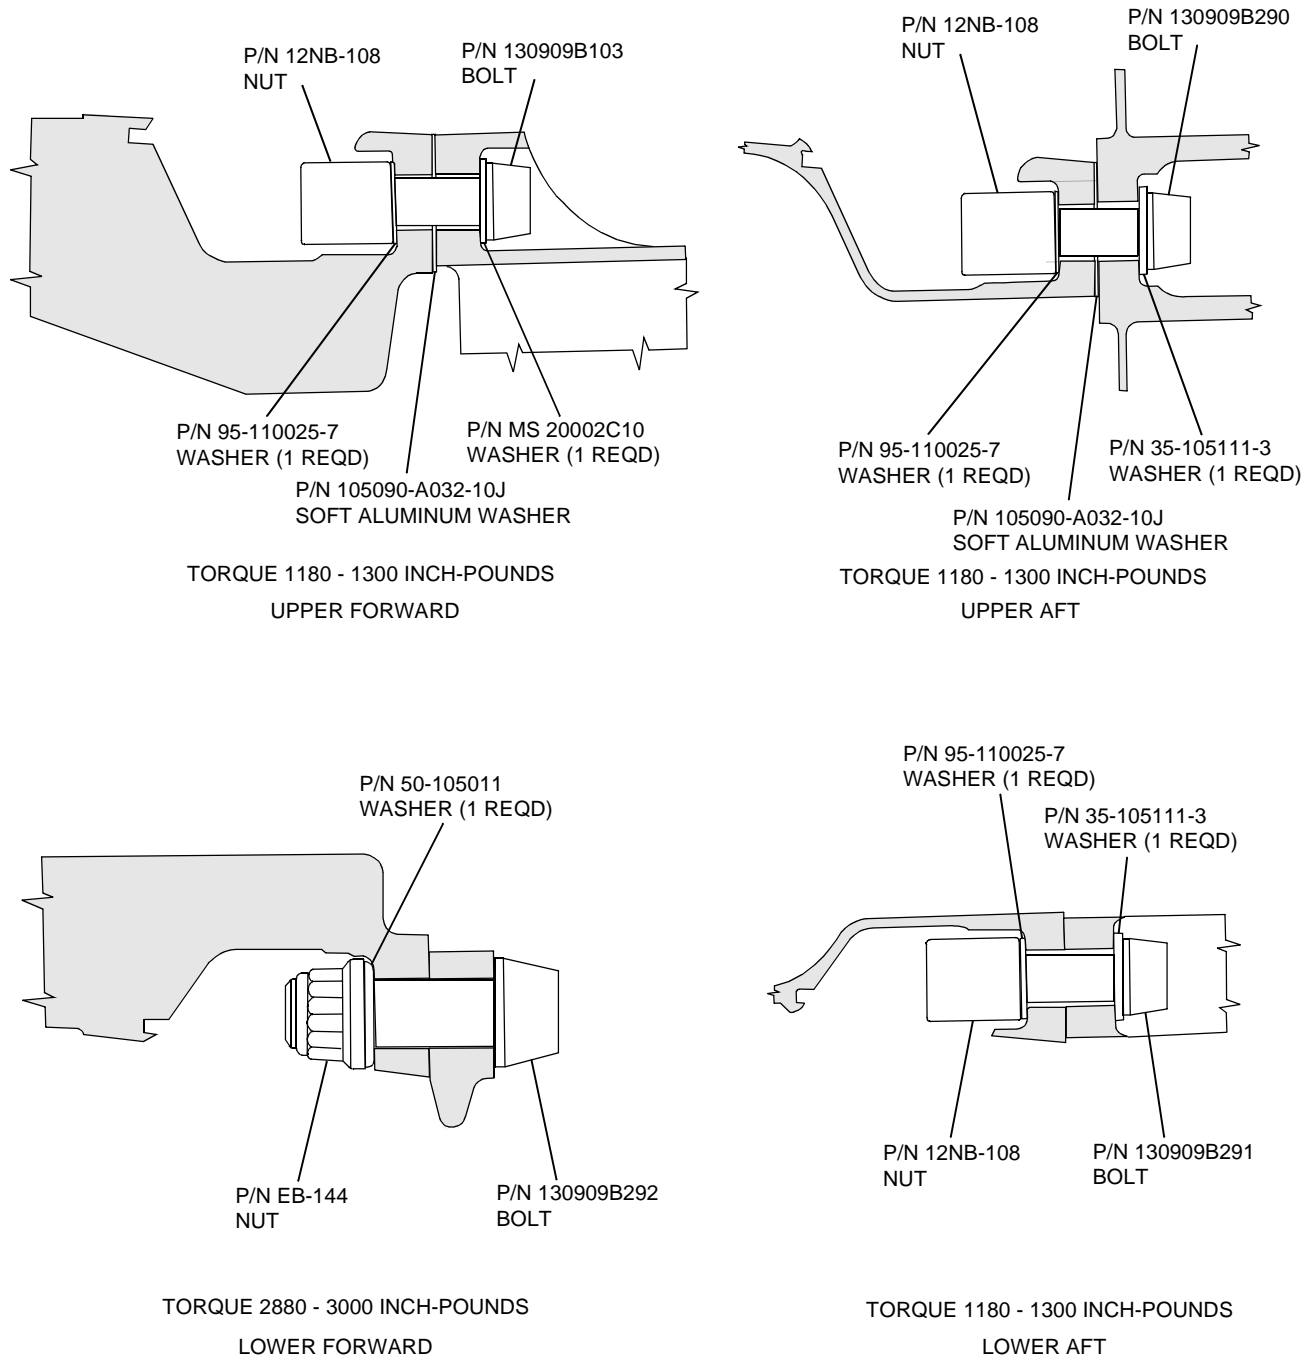 P/N 12NB-108
NUT
P/N 130909B103
BOLT
P/N 95-110025-7
WASHER (1 REQD)
P/N MS 20002C10
WASHER (1 REQD)
P/N 105090-A032-10J
SOFT ALUMINUM WASHER
TORQUE 1180 - 1300 INCH-POUNDS
UPPER FORWARD
P/N 12NB-108
NUT
P/N 130909B290
BOLT
P/N 95-110025-7
WASHER (1 REQD)
P/N 35-105111-3
WASHER (1 REQD)
P/N 105090-A032-10J
SOFT ALUMINUM WASHER
TORQUE 1180 - 1300 INCH-POUNDS
UPPER AFT
P/N 50-105011
WASHER (1 REQD)
P/N EB-144
NUT
P/N 130909B292
BOLT
TORQUE 2880 - 3000 INCH-POUNDS
LOWER FORWARD
P/N 95-110025-7
WASHER (1 REQD)
P/N 35-105111-3
WASHER (1 REQD)
P/N 12NB-108
NUT
P/N 130909B291
BOLT
TORQUE 1180 - 1300 INCH-POUNDS
LOWER AFT